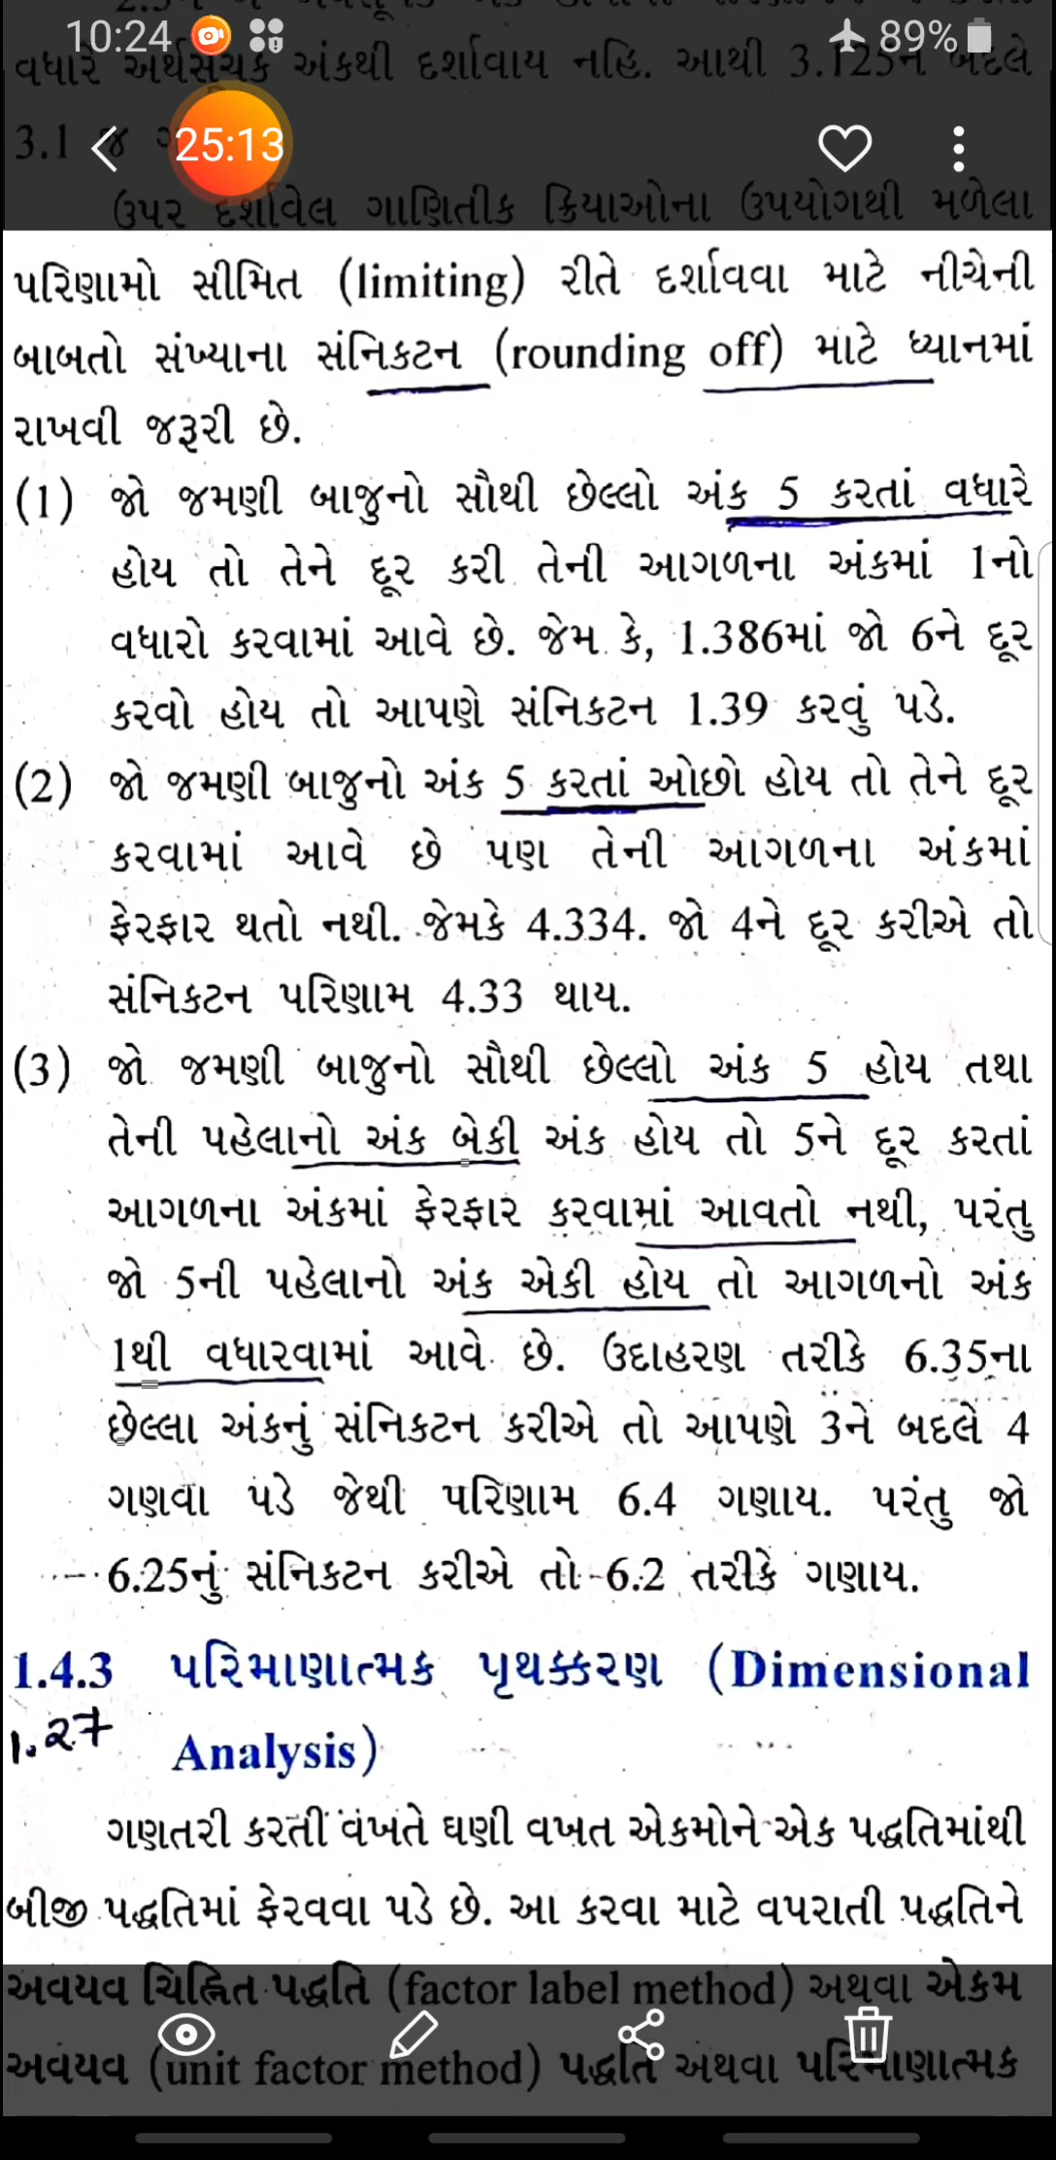 10:24
89%
વધારે અર્થસૂચક અંકથી દર્શાવાય નહિ. આથી 3.125ને બદલે
3.1 જ
25:13
ઉપર દર્શાવેલ ગાણિતીક ક્રિયાઓના ઉપયોગથી મળેલા
પરિણામો સીમિત (limiting) રીતે દર્શાવવા માટે નીચેની
બાબતો સંખ્યાના સંનિકટન (rounding off) માટે ધ્યાનમાં
રાખવી જરૂરી છે.
(1) જો જમણી બાજુનો સૌથી છેલ્લો અંક 5 કરતાં વધારે
હોય તો તેને દૂર કરી તેની આગળના અંકમાં 1નો
વધારો કરવામાં આવે છે. જેમ કે, 1.386માં જો 6ને દૂર
કરવો હોય તો આપણે સંનિકટન 1.39 કરવું પડે.
(2) જો જમણી બાજુનો અંક 5 કરતાં ઓછો હોય તો તેને દૂર
કરવામાં આવે છે પણ તેની આગળના અંકમાં
ફેરફાર થતો નથી. જેમકે 4.334. જો 4ને દૂર કરીએ તો
સંનિકટન પરિણામ 4.33 થાય.
(3) જો જમણી બાજુનો સૌથી છેલ્લો અંક 5 હોય તથા
તેની પહેલાનો અંક બેકી અંક હોય તો 5ને દૂર કરતાં
આગળના અંકમાં ફેરફાર કરવામાં આવતો નથી, પરંતુ
જો 5ની પહેલાનો અંક એકી હોય તો આગળનો અંક
1થી વધારવામાં આવે છે. ઉદાહરણ તરીકે 6.35ના
છેલ્લા અંકનું સંનિકટન કરીએ તો આપણે 3ને બદલે 4
ગણવા પડે જેથી પરિણામ 6.4 ગણાય. પરંતુ જો
6.25નું સંનિકટન કરીએ તો 6.2 તરીકે ગણાય.
1.4.3 પરિમાણાત્મક પૃથક્કરણ (Dimensional
1.27
Analysis)
ગણતરી કરતી વખતે ઘણી વખત એકમોને એક પદ્ધતિમાંથી
બીજી પદ્ધતિમાં ફેરવવા પડે છે. આ કરવા માટે વપરાતી પદ્ધતિને
અવયવ ચિહ્નિત પદ્ધતિ (factor label method) અથવા એકમ
અવયવ (unit factor method) પદ્ધતિ અથવા પરિમાણાત્મક